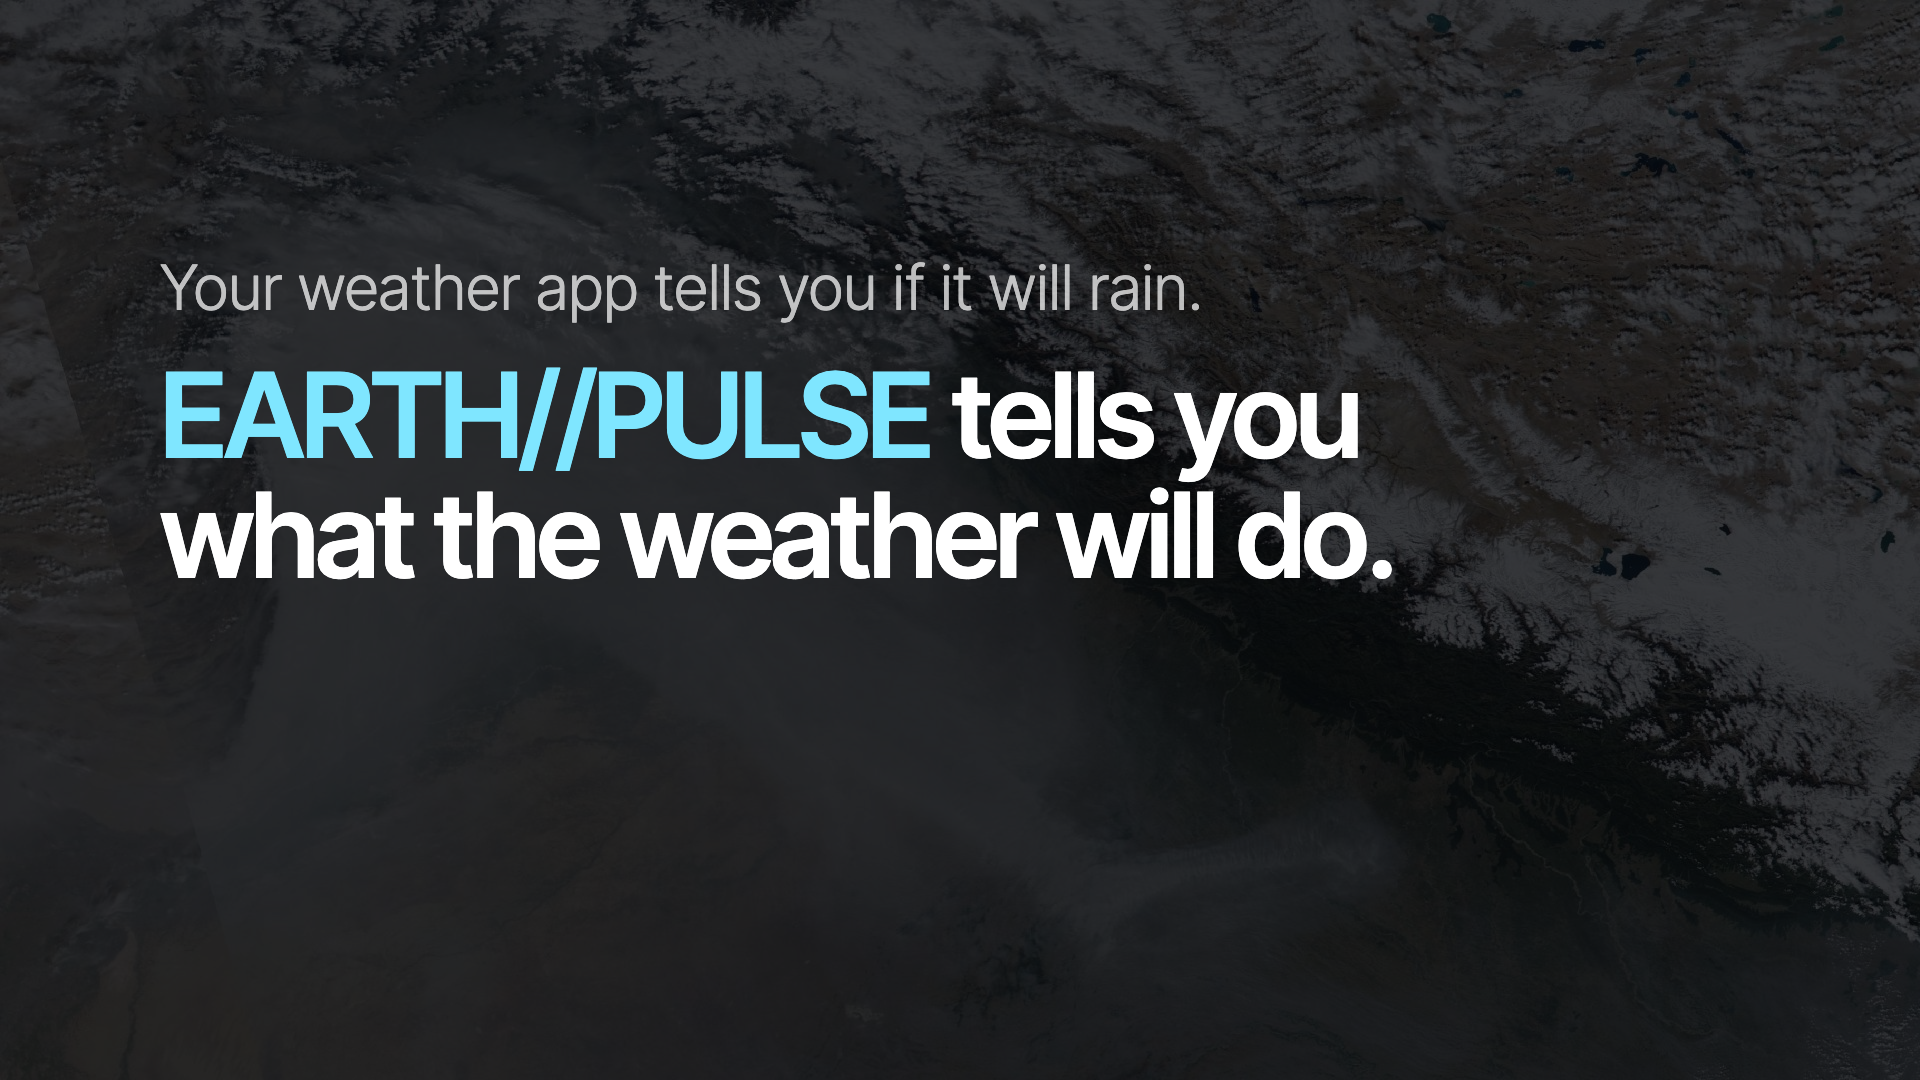 Your weather app tells you if it will rain.
EARTH//PULSE tells you
what the weather will do.